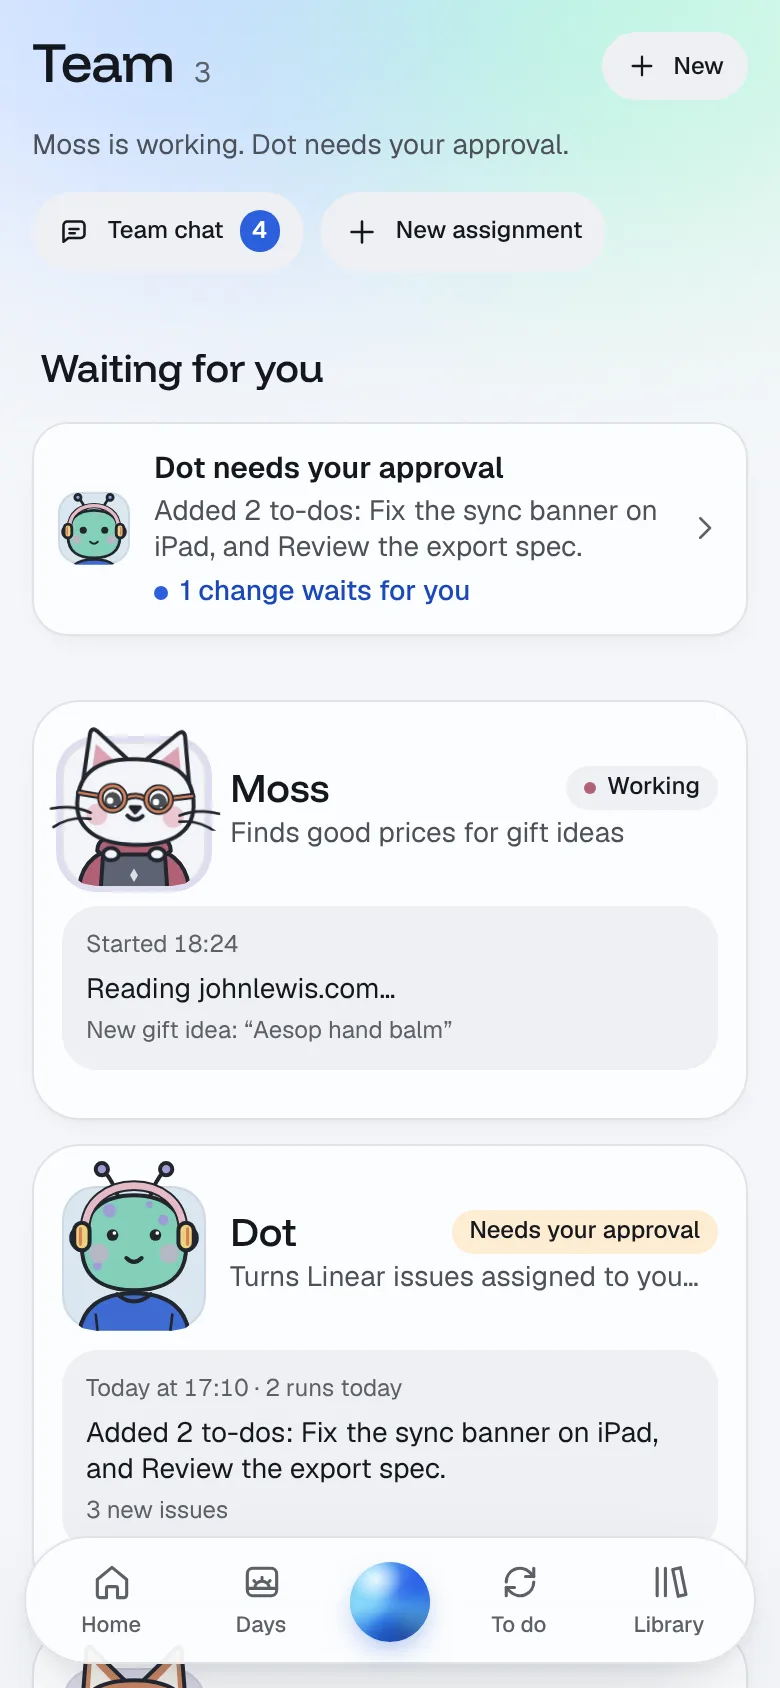 Team 3
New
Moss is working. Dot needs your approval.
Team chat 4
New assignment
Waiting for you
Dot needs your approval
Added 2 to-dos: Fix the sync banner on
iPad, and Review the export spec.
1 change waits for you
Moss
Working
Finds good prices for gift ideas
Started 18:24
Reading johnlewis.com...
New gift idea: “Aesop hand balm”
Dot
Needs your approval
Turns Linear issues assigned to you...
Today at 17:10 · 2 runs today
Added 2 to-dos: Fix the sync banner on iPad,
and Review the export spec.
3 new issues
Home
Days
To do
Library